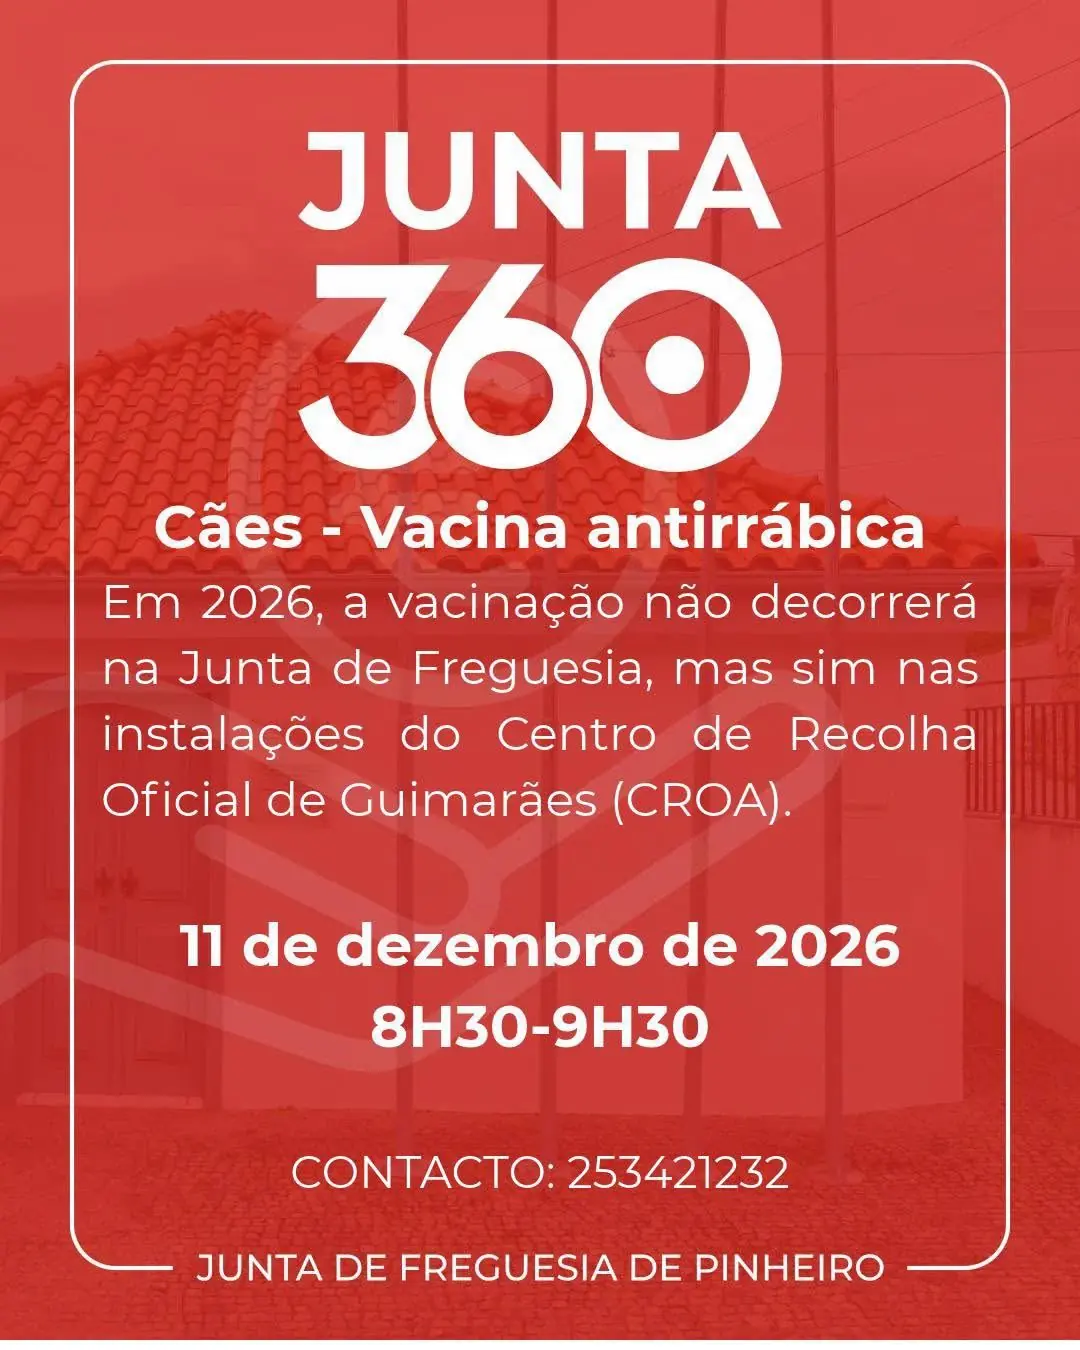 JUNTA
360
Cães - Vacina antirrábica
Em 2026, a vacinação não decorrerá
na Junta de Freguesia, mas sim nas
instalações do Centro de Recolha
Oficial de Guimarães (CROA).
11 de dezembro de 2026
8H30-9H30
CONTACTO: 253421232
JUNTA DE FREGUESIA DE PINHEIRO